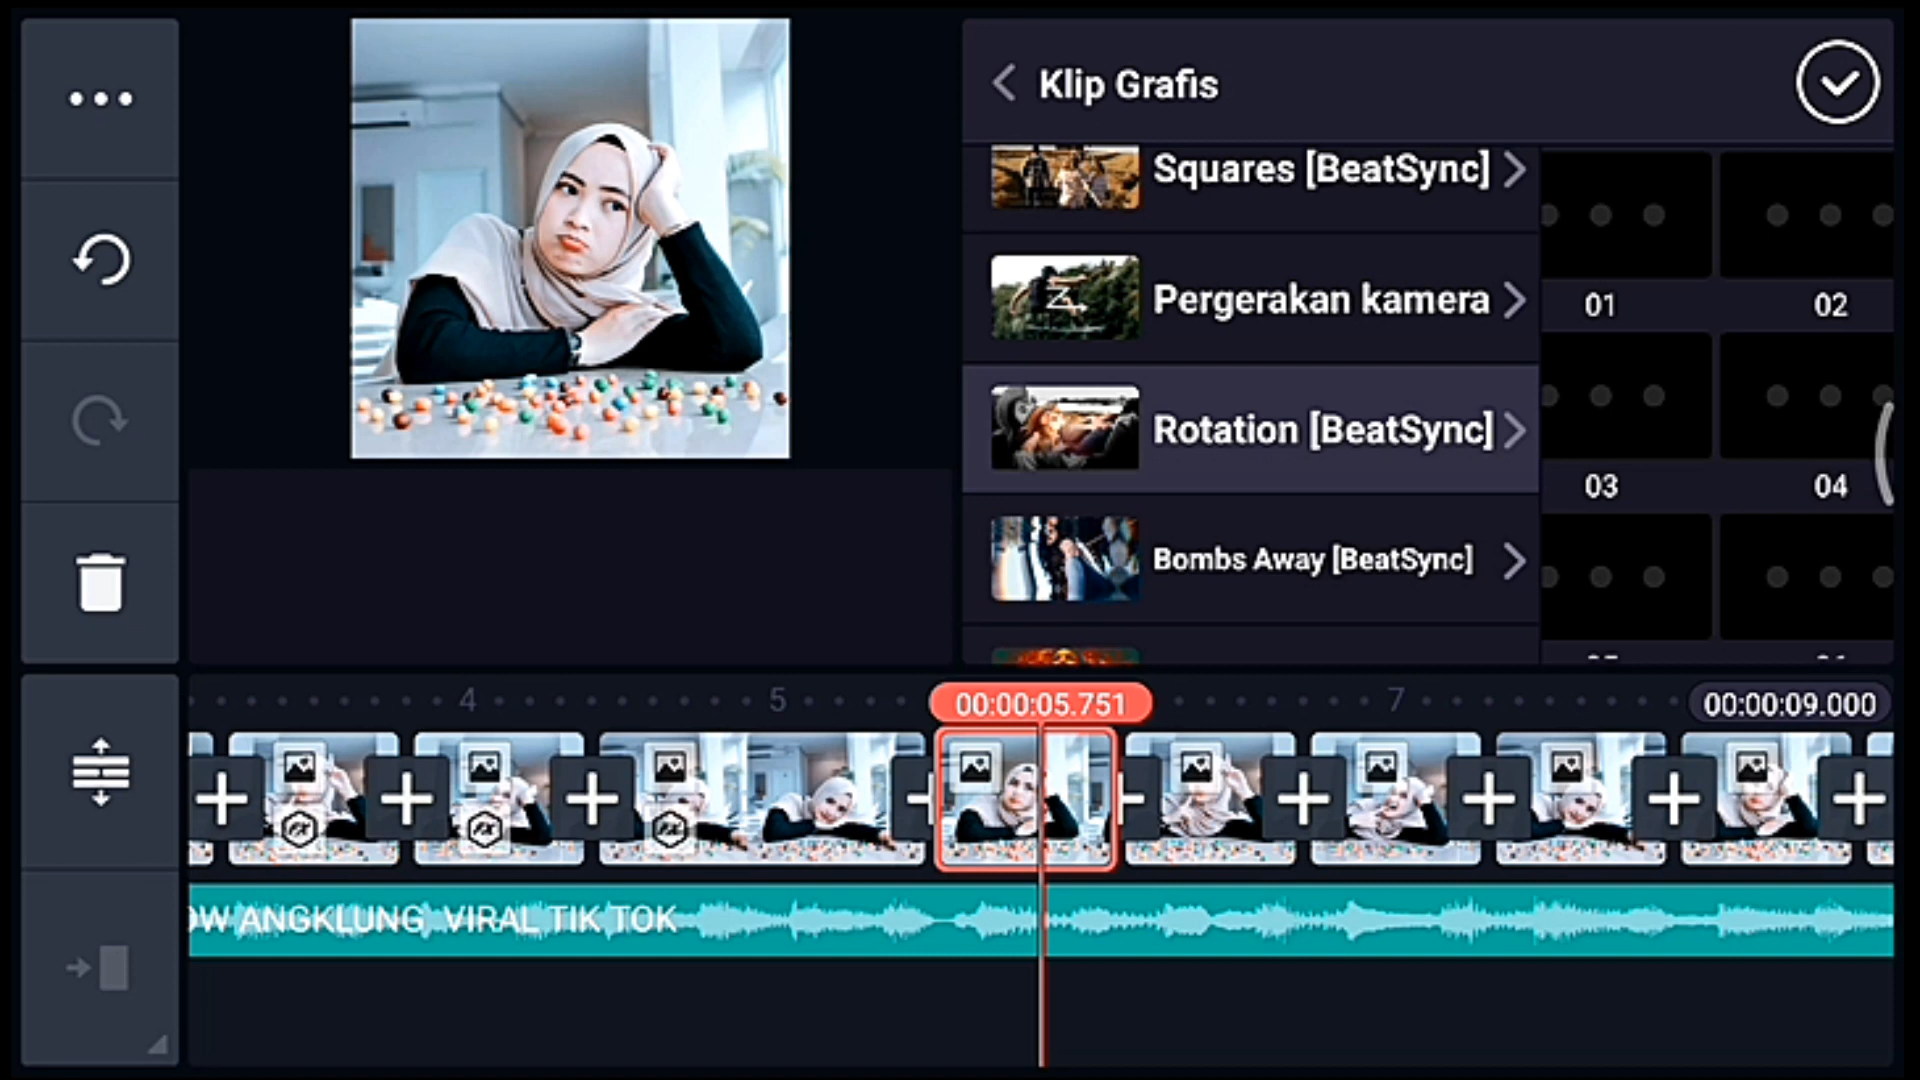 Klip Grafis
Squares [BeatSync]
Pergerakan kamera
Rotation [BeatSync]
Bombs Away [BeatSync]
01
02
03
04
4
5
00:00:05.751
7
00:00:09.000
OW ANGKLUNG VIRAL TIK TOK